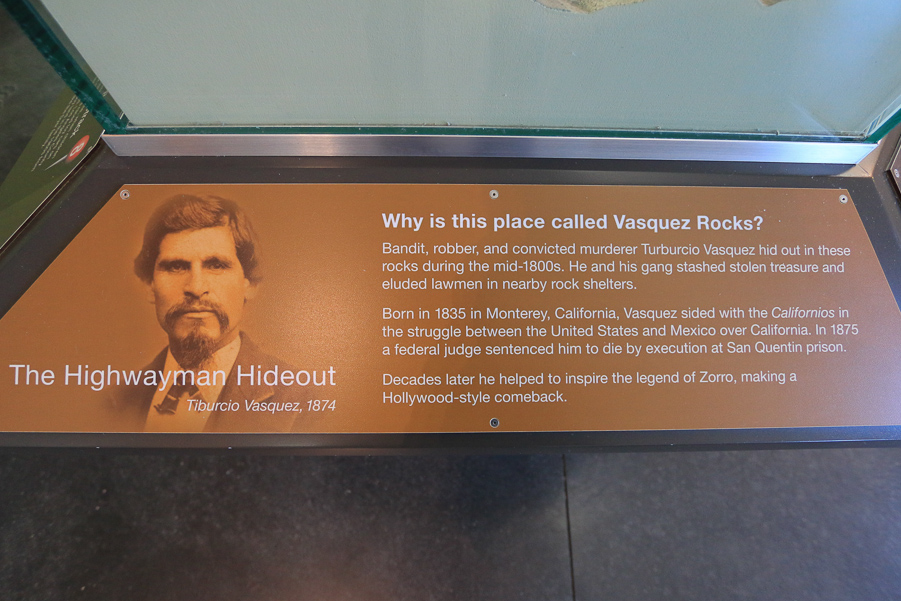 Why is this place called Vasquez Rocks?
Bandit, robber, and convicted murderer Turburcio Vasquez hid out in these
rocks during the mid-1800s. He and his gang stashed stolen treasure and
eluded lawmen in nearby rock shelters.
Born in 1835 in Monterey, California, Vasquez sided with the Californios in
the struggle between the United States and Mexico over California. In 1875
a federal judge sentenced him to die by execution at San Quentin prison.
Decades later he helped to inspire the legend of Zorro, making a
Hollywood-style comeback.
The Highwayman Hideout
Tiburcio Vasquez, 1874